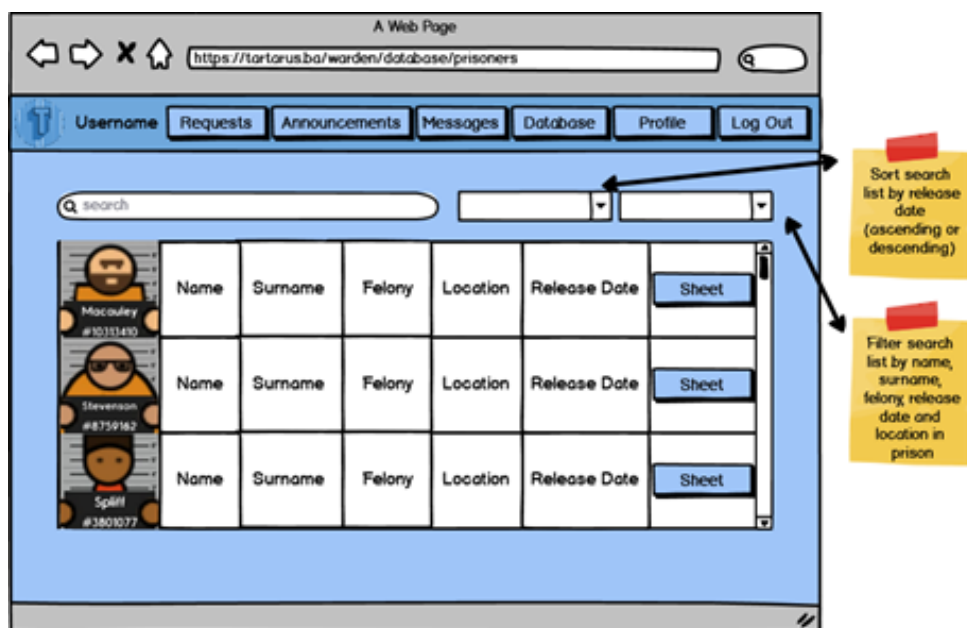 A Web Page
https://tartarus.ba/warden/database/prisoners
T Username Requests Announcements Messages Database Profile Log Out
search
Macauley
#10313410
Name Surname Felony Location Release Date Sheet
Stevenson
#8759162
Name Surname Felony Location Release Date Sheet
Spliff
#3801077
Name Surname Felony Location Release Date Sheet
Sort search
list by release
date
(ascending or
descending)
Filter search
list by name,
surname,
felony, release
date and
location in
prison